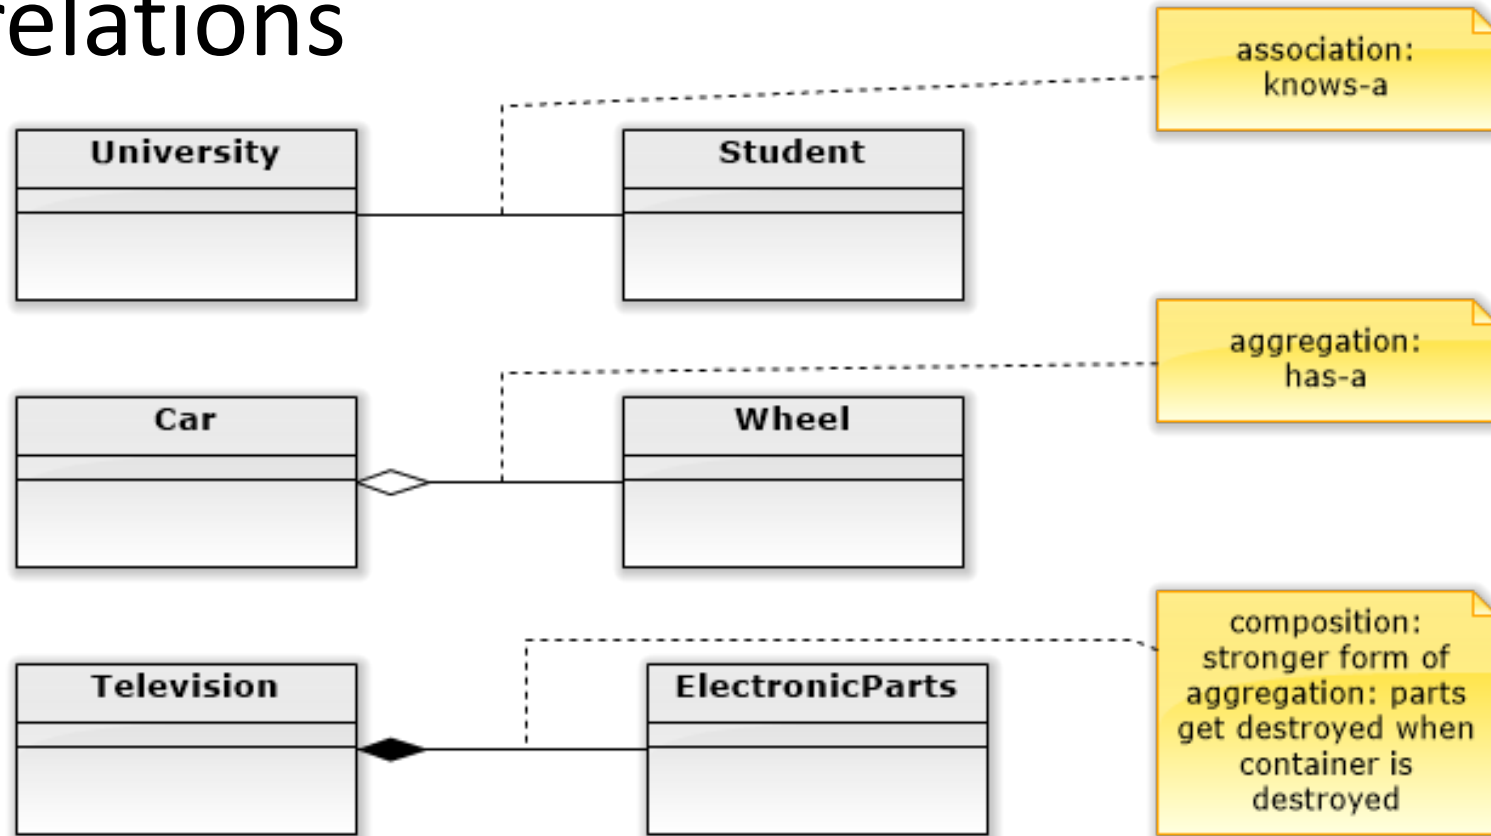 relations
association:
knows-a
University
Student
aggregation:
has-a
Car
Wheel
composition:
stronger form of
aggregation: parts
get destroyed when
container is
destroyed
Television
ElectronicParts